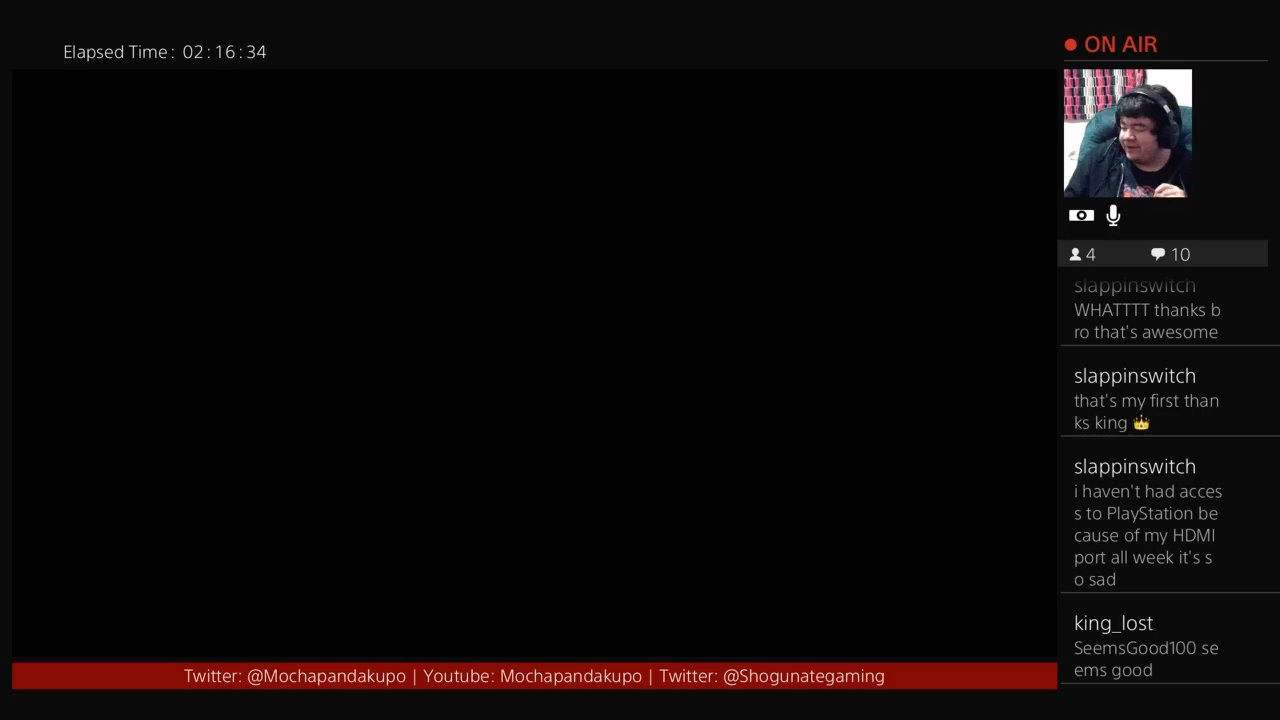 Elapsed Time: 02:16:34
ON AIR
4
10
slappinswitch
WHATTTT thanks b
ro that's awesome
slappinswitch
that's my first than
ks king 👑
slappinswitch
i haven't had acces
s to PlayStation be
cause of my HDMI
port all week it's s
o sad
king_lost
SeemsGood100 se
ems good
Twitter: @Mochapandakupo | Youtube: Mochapandakupo | Twitter: @Shogunategaming